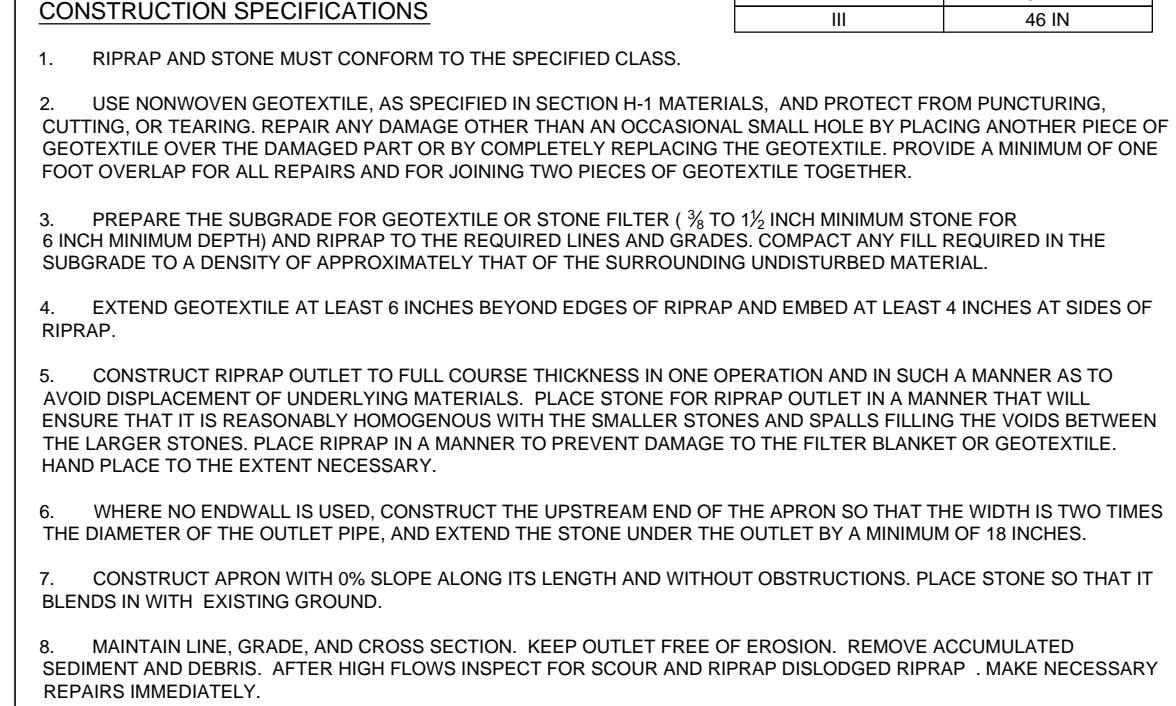 CONSTRUCTION SPECIFICATIONS
III 46 IN
1. RIPRAP AND STONE MUST CONFORM TO THE SPECIFIED CLASS.
2. USE NONWOVEN GEOTEXTILE, AS SPECIFIED IN SECTION H-1 MATERIALS, AND PROTECT FROM PUNCTURING,
CUTTING, OR TEARING. REPAIR ANY DAMAGE OTHER THAN AN OCCASIONAL SMALL HOLE BY PLACING ANOTHER PIECE OF
GEOTEXTILE OVER THE DAMAGED PART OR BY COMPLETELY REPLACING THE GEOTEXTILE. PROVIDE A MINIMUM OF ONE
FOOT OVERLAP FOR ALL REPAIRS AND FOR JOINING TWO PIECES OF GEOTEXTILE TOGETHER.
3. PREPARE THE SUBGRADE FOR GEOTEXTILE OR STONE FILTER ( ⅜ TO 1½ INCH MINIMUM STONE FOR
6 INCH MINIMUM DEPTH) AND RIPRAP TO THE REQUIRED LINES AND GRADES. COMPACT ANY FILL REQUIRED IN THE
SUBGRADE TO A DENSITY OF APPROXIMATELY THAT OF THE SURROUNDING UNDISTURBED MATERIAL.
4. EXTEND GEOTEXTILE AT LEAST 6 INCHES BEYOND EDGES OF RIPRAP AND EMBED AT LEAST 4 INCHES AT SIDES OF
RIPRAP.
5. CONSTRUCT RIPRAP OUTLET TO FULL COURSE THICKNESS IN ONE OPERATION AND IN SUCH A MANNER AS TO
AVOID DISPLACEMENT OF UNDERLYING MATERIALS. PLACE STONE FOR RIPRAP OUTLET IN A MANNER THAT WILL
ENSURE THAT IT IS REASONABLY HOMOGENOUS WITH THE SMALLER STONES AND SPALLS FILLING THE VOIDS BETWEEN
THE LARGER STONES. PLACE RIPRAP IN A MANNER TO PREVENT DAMAGE TO THE FILTER BLANKET OR GEOTEXTILE.
HAND PLACE TO THE EXTENT NECESSARY.
6. WHERE NO ENDWALL IS USED, CONSTRUCT THE UPSTREAM END OF THE APRON SO THAT THE WIDTH IS TWO TIMES
THE DIAMETER OF THE OUTLET PIPE, AND EXTEND THE STONE UNDER THE OUTLET BY A MINIMUM OF 18 INCHES.
7. CONSTRUCT APRON WITH 0% SLOPE ALONG ITS LENGTH AND WITHOUT OBSTRUCTIONS. PLACE STONE SO THAT IT
BLENDS IN WITH EXISTING GROUND.
8. MAINTAIN LINE, GRADE, AND CROSS SECTION. KEEP OUTLET FREE OF EROSION. REMOVE ACCUMULATED
SEDIMENT AND DEBRIS. AFTER HIGH FLOWS INSPECT FOR SCOUR AND RIPRAP DISLODGED RIPRAP . MAKE NECESSARY
REPAIRS IMMEDIATELY.